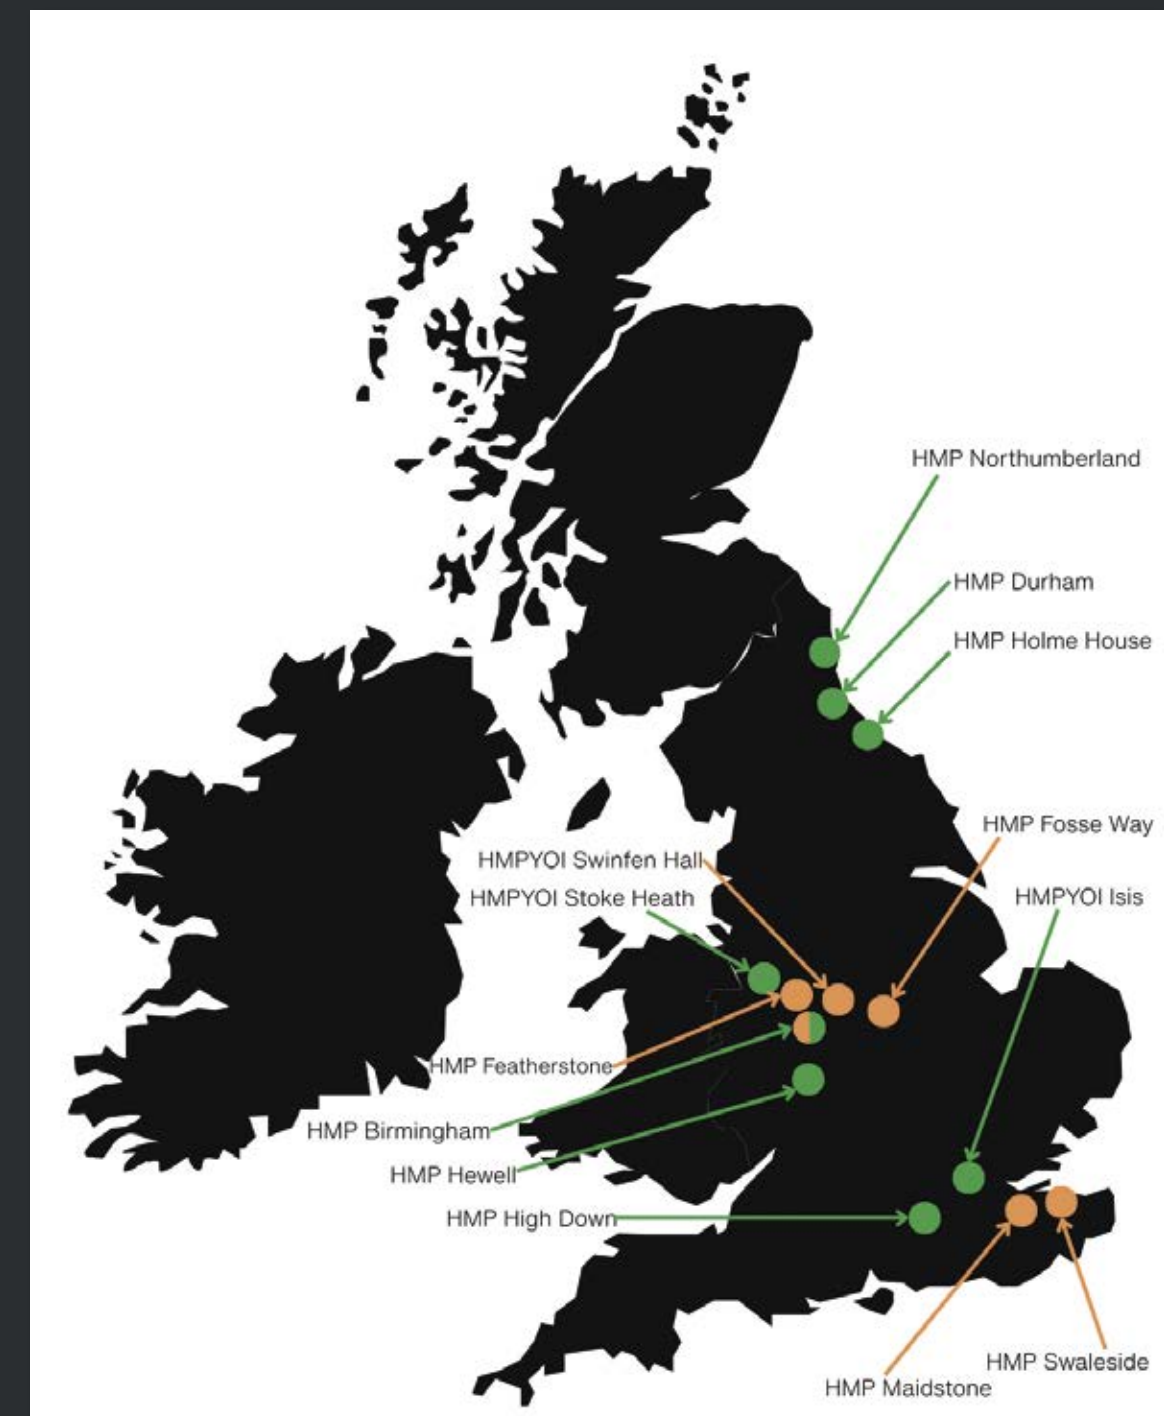 HMP Northumberland
HMP Durham
HMP Holme House
HMP Fosse Way
HMPYOI Swinfen Hall
HMPYOI Stoke Heath
HMPYOI Isis
HMP Featherstone
HMP Birmingham
HMP Hewell
HMP High Down
HMP Swaleside
HMP Maidstone